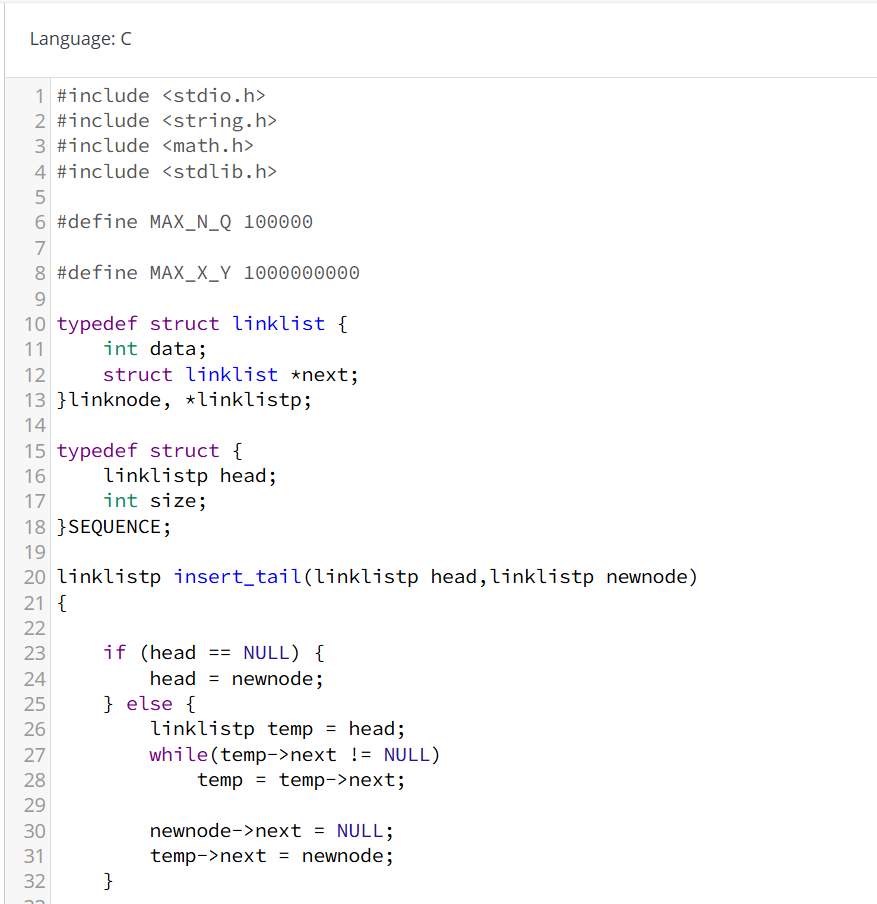 Language: C
1 #include <stdio.h>
2 #include <string.h>
3 #include <math.h>
4 #include <stdlib.h>
5
6 #define MAX_N_Q 100000
7
8 #define MAX_X_Y 1000000000
9
10 typedef struct linklist {
11     int data;
12     struct linklist *next;
13 }linknode, *linklistp;
14
15 typedef struct {
16     linklistp head;
17     int size;
18 }SEQUENCE;
19
20 linklistp insert_tail(linklistp head,linklistp newnode)
21 {
22
23     if (head == NULL) {
24         head = newnode;
25     } else {
26         linklistp temp = head;
27         while(temp->next != NULL)
28             temp = temp->next;
29
30         newnode->next = NULL;
31         temp->next = newnode;
32     }